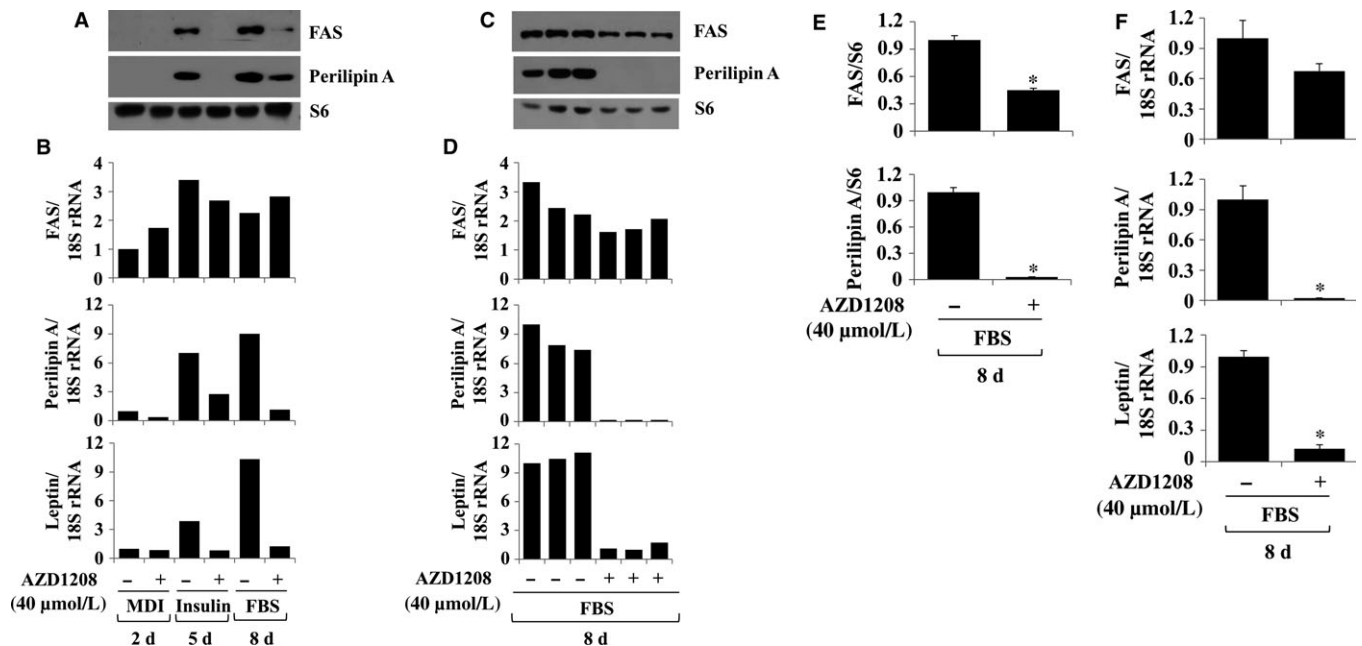 A
FAS
Perilipin A
S6
B
FAS/
18S rRNA
4
3
2
1
0
Perilipin A/
18S rRNA
12
9
6
3
0
Leptin/
18S rRNA
12
9
6
3
0
AZD1208 – + – + – +
(40 µmol/L) MDI Insulin FBS
2 d 5 d 8 d
C
FAS
Perilipin A
S6
D
FAS/
18S rRNA
4
3
2
1
0
Perilipin A/
18S rRNA
12
9
6
3
0
Leptin/
18S rRNA
12
9
6
3
0
AZD1208 – – – + + +
(40 µmol/L) FBS
8 d
E
FAS/S6
1.2
0.9
0.6
0.3
0
*
Perilipin A/S6
1.2
0.9
0.6
0.3
0
*
AZD1208 – +
(40 µmol/L) FBS
8 d
F
FAS/
18S rRNA
1.2
0.9
0.6
0.3
0
Perilipin A/
18S rRNA
1.2
0.9
0.6
0.3
0
*
Leptin/
18S rRNA
1.2
0.9
0.6
0.3
0
*
AZD1208 – +
(40 µmol/L) FBS
8 d